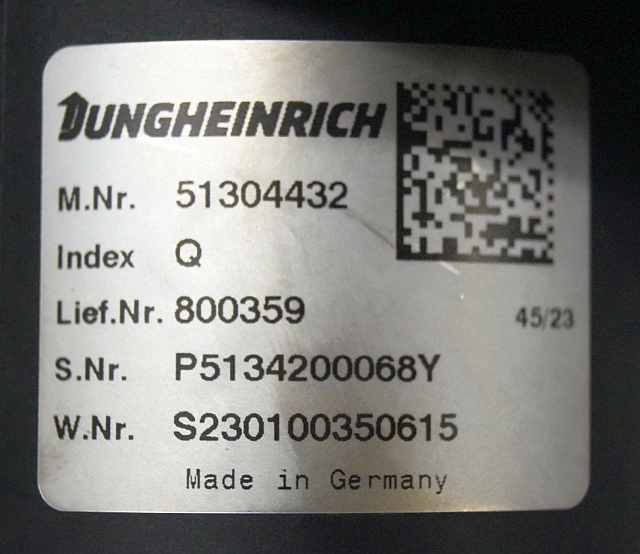 JUNGHEINRICH
M.Nr. 51304432
Index Q
Lief.Nr. 800359
45/23
S.Nr. P5134200068Y
W.Nr. S230100350615
Made in Germany